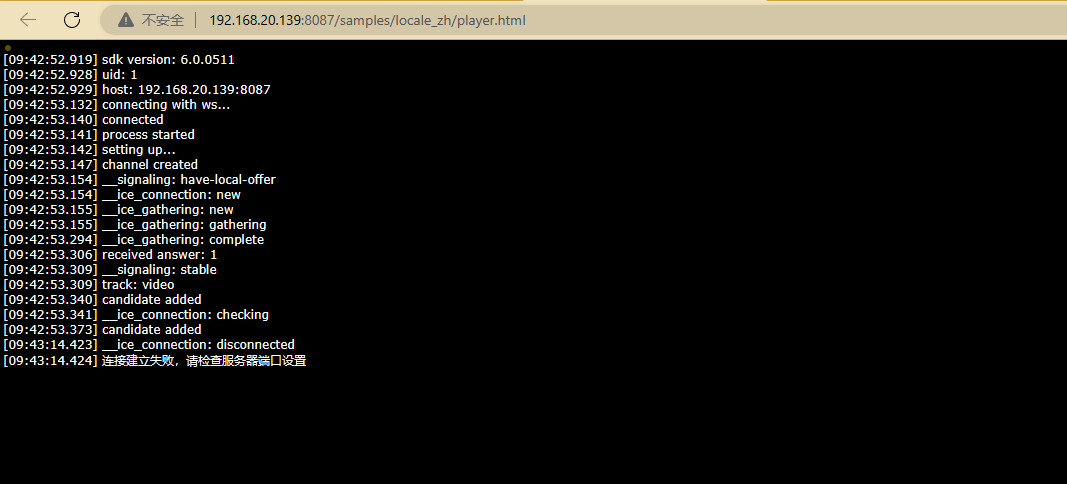 不安全 192.168.20.139:8087/samples/locale_zh/player.html
[09:42:52.919] sdk version: 6.0.0511
[09:42:52.928] uid: 1
[09:42:52.929] host: 192.168.20.139:8087
[09:42:53.132] connecting with ws...
[09:42:53.140] connected
[09:42:53.141] process started
[09:42:53.142] setting up...
[09:42:53.147] channel created
[09:42:53.154] __signaling: have-local-offer
[09:42:53.154] __ice_connection: new
[09:42:53.155] __ice_gathering: new
[09:42:53.155] __ice_gathering: gathering
[09:42:53.294] __ice_gathering: complete
[09:42:53.306] received answer: 1
[09:42:53.309] __signaling: stable
[09:42:53.309] track: video
[09:42:53.340] candidate added
[09:42:53.341] __ice_connection: checking
[09:42:53.373] candidate added
[09:43:14.423] __ice_connection: disconnected
[09:43:14.424] 连接建立失败，请检查服务器端口设置